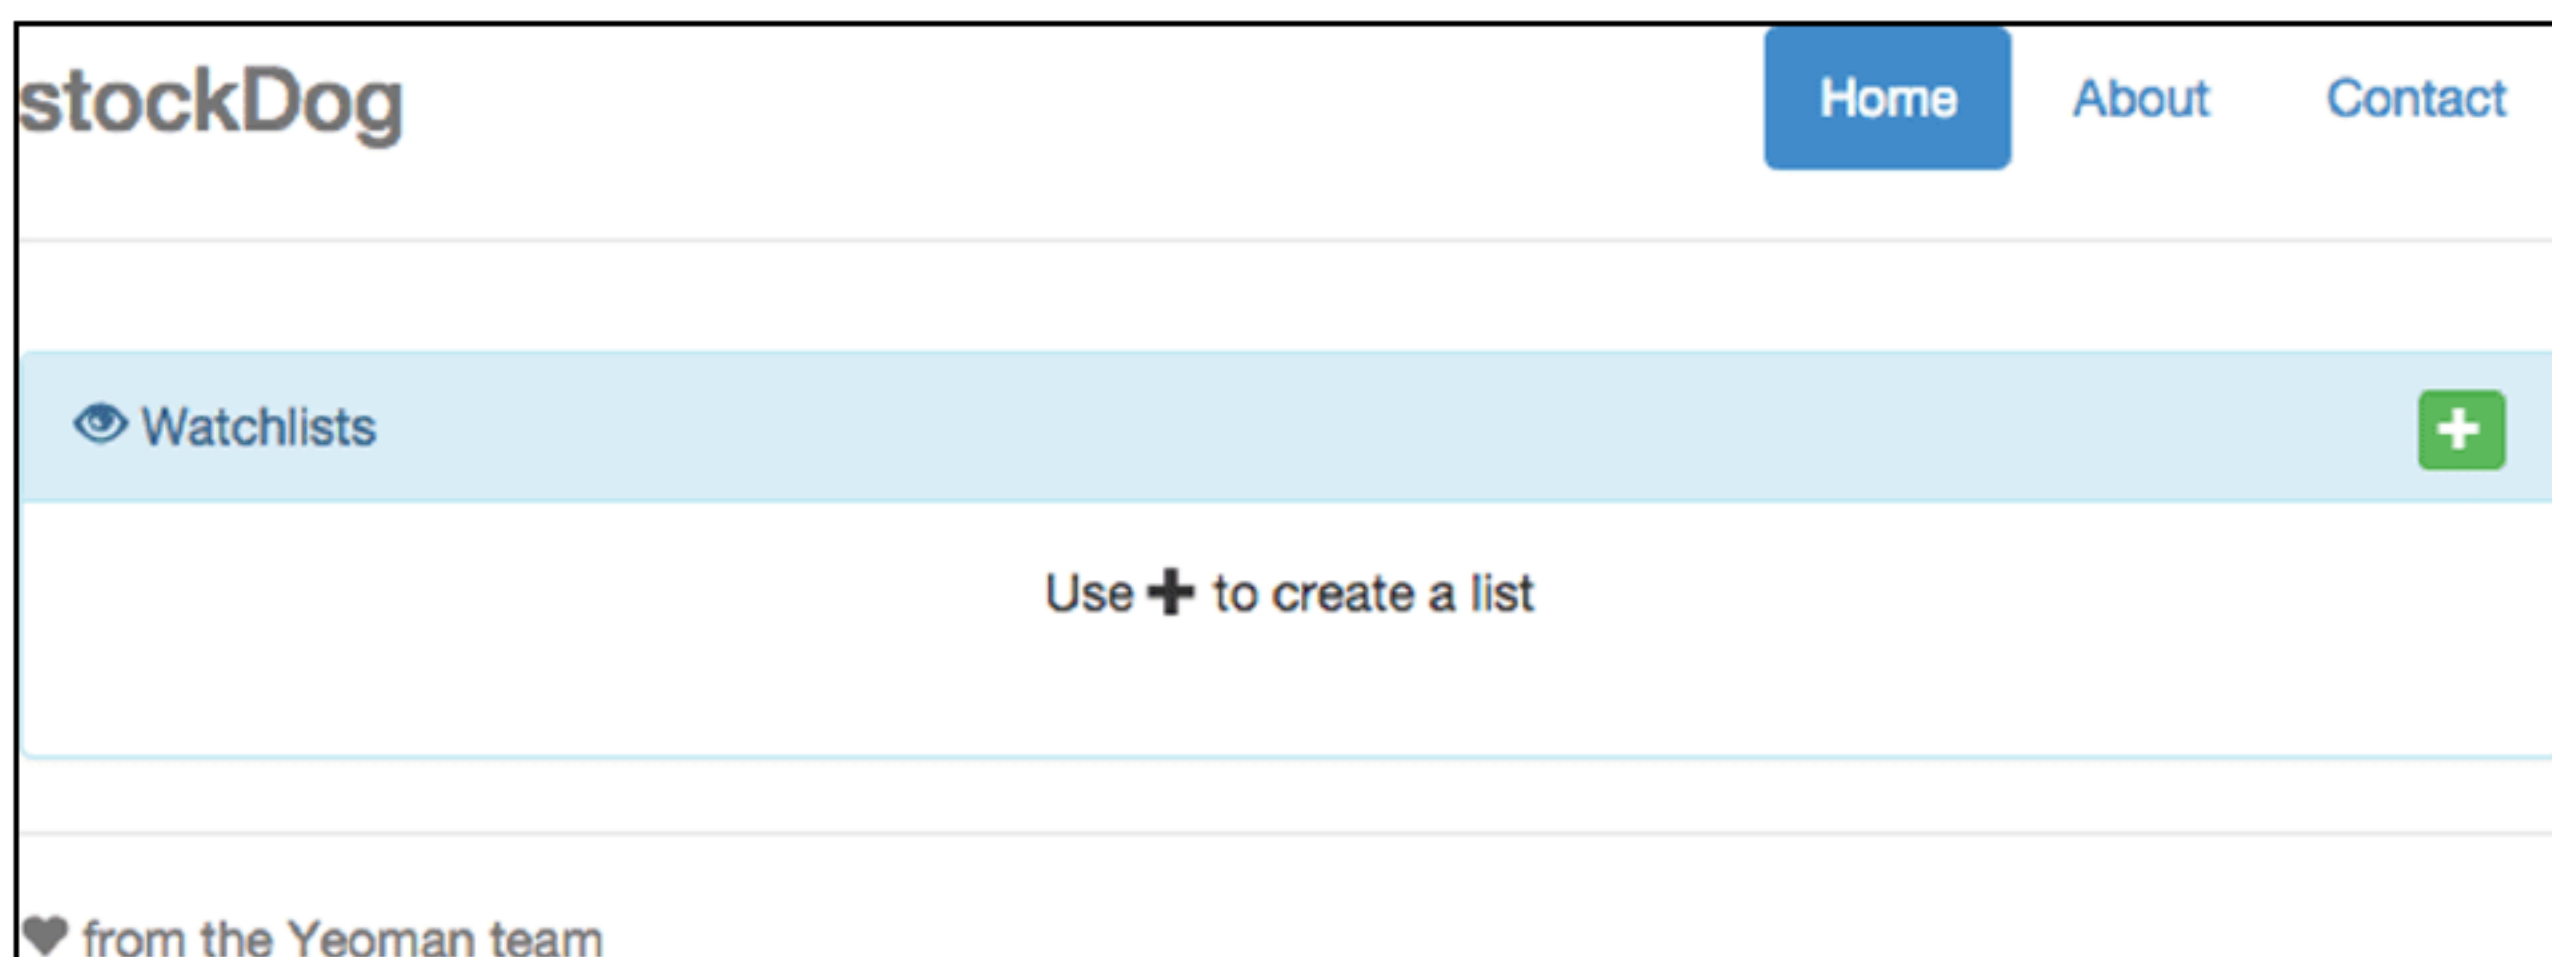 stockDog
Home About Contact
Watchlists
Use + to create a list
from the Yeoman team